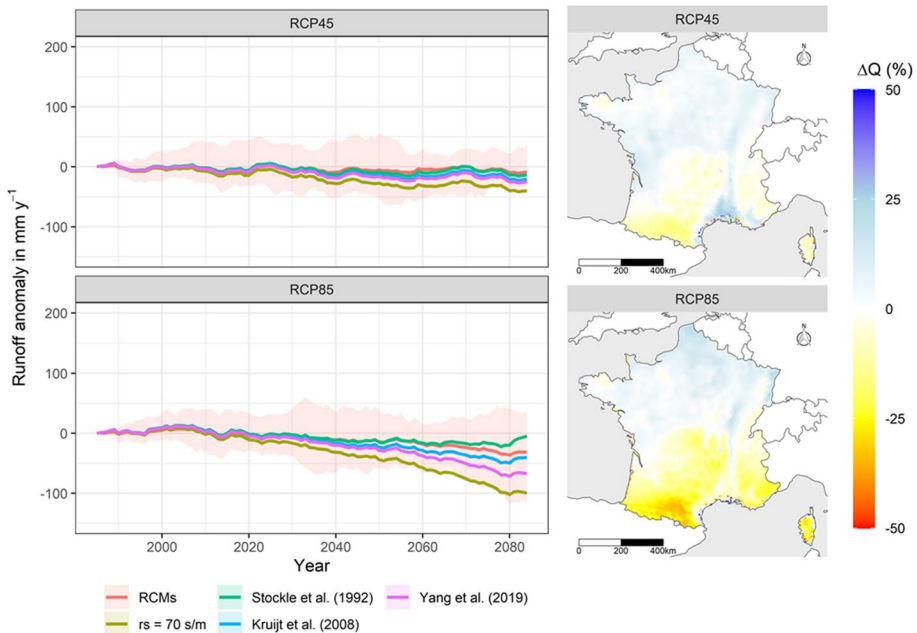 RCP45
Runoff anomaly in mm y⁻¹
200
100
0
-100
RCP85
200
100
0
-100
2000
2020
2040
2060
2080
Year
RCMs
Stockle et al. (1992)
Yang et al. (2019)
rs = 70 s/m
Kruijt et al. (2008)
RCP45
N
0
200
400km
RCP85
N
0
200
400km
ΔQ (%)
50
25
0
-25
-50